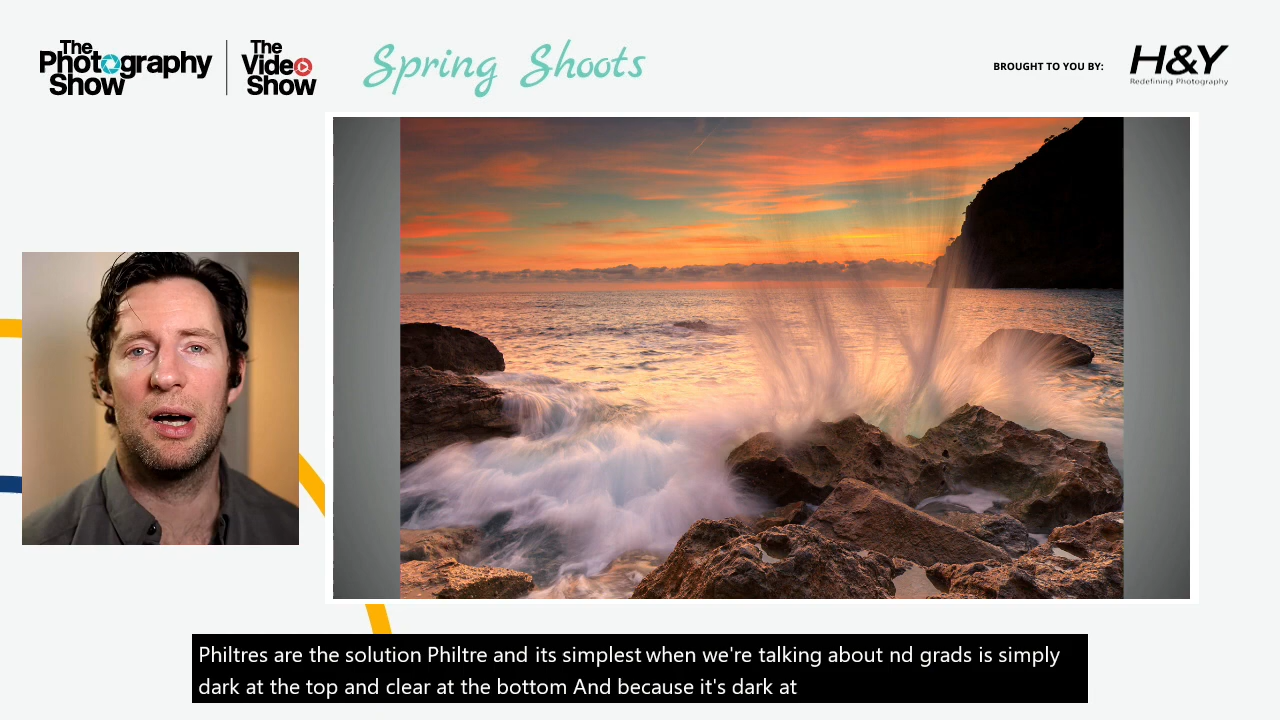 The
Photography
Show
The
Video
Show
Spring Shoots
BROUGHT TO YOU BY:
H&Y
Redefining Photography
Philtres are the solution Philtre and its simplest when we're talking about nd grads is simply
dark at the top and clear at the bottom And because it's dark at